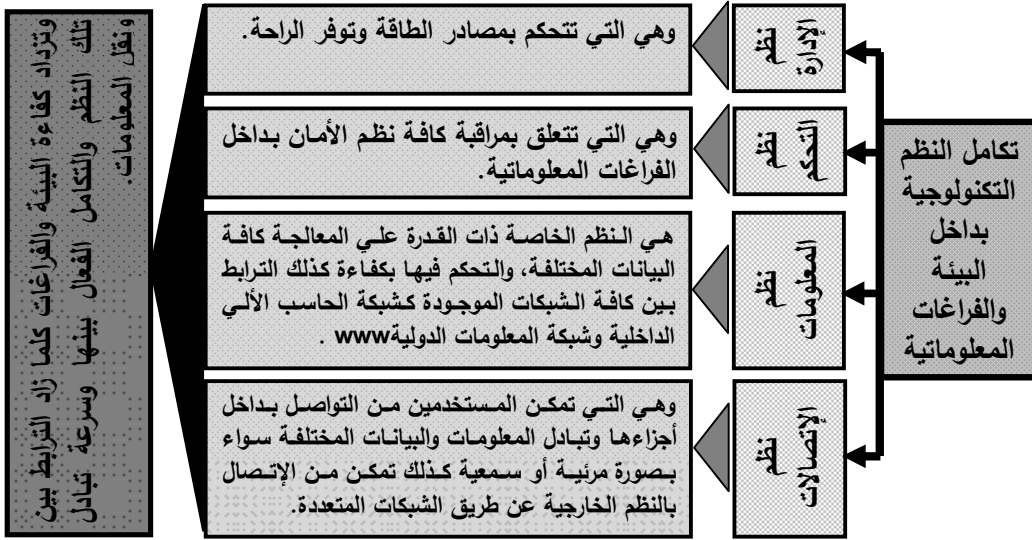 تكامل النظم
التكنولوجية
بداخل
البيئة
والفراغات
المعلوماتية
نظم
الإدارة
وهي التي تتحكم بمصادر الطاقة وتوفر الراحة.
نظم
التحكم
وهي التي تتعلق بمراقبة كافة نظم الأمان بداخل
الفراغات المعلوماتية.
نظم
المعلومات
هي النظم الخاصة ذات القدرة علي المعالجة كافة
البيانات المختلفة، والتحكم فيها بكفاءة كذلك الترابط
بين كافة الشبكات الموجودة كشبكة الحاسب الألي
الداخلية وشبكة المعلومات الدولية www .
نظم
الإتصالات
وهي التي تمكن المستخدمين من التواصل بداخل
أجزاءها وتبادل المعلومات والبيانات المختلفة سواء
بصورة مرئية أو سمعية كذلك تمكن من الإتصال
بالنظم الخارجية عن طريق الشبكات المتعددة.
وتزداد كفاءة البيئة والفراغات كلما زاد الترابط بين
تلك النظم والتكامل الفعال بينها وسرعة تبادل
ونقل المعلومات.